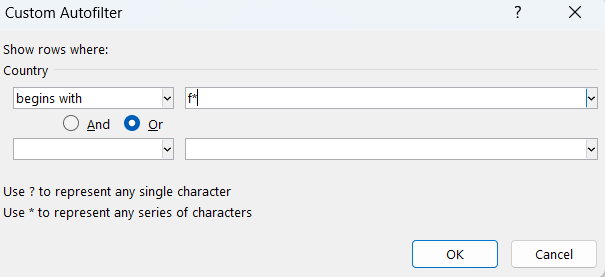 Custom Autofilter ?
Show rows where:
Country
begins with f*
And Or
Use ? to represent any single character
Use * to represent any series of characters
OK Cancel